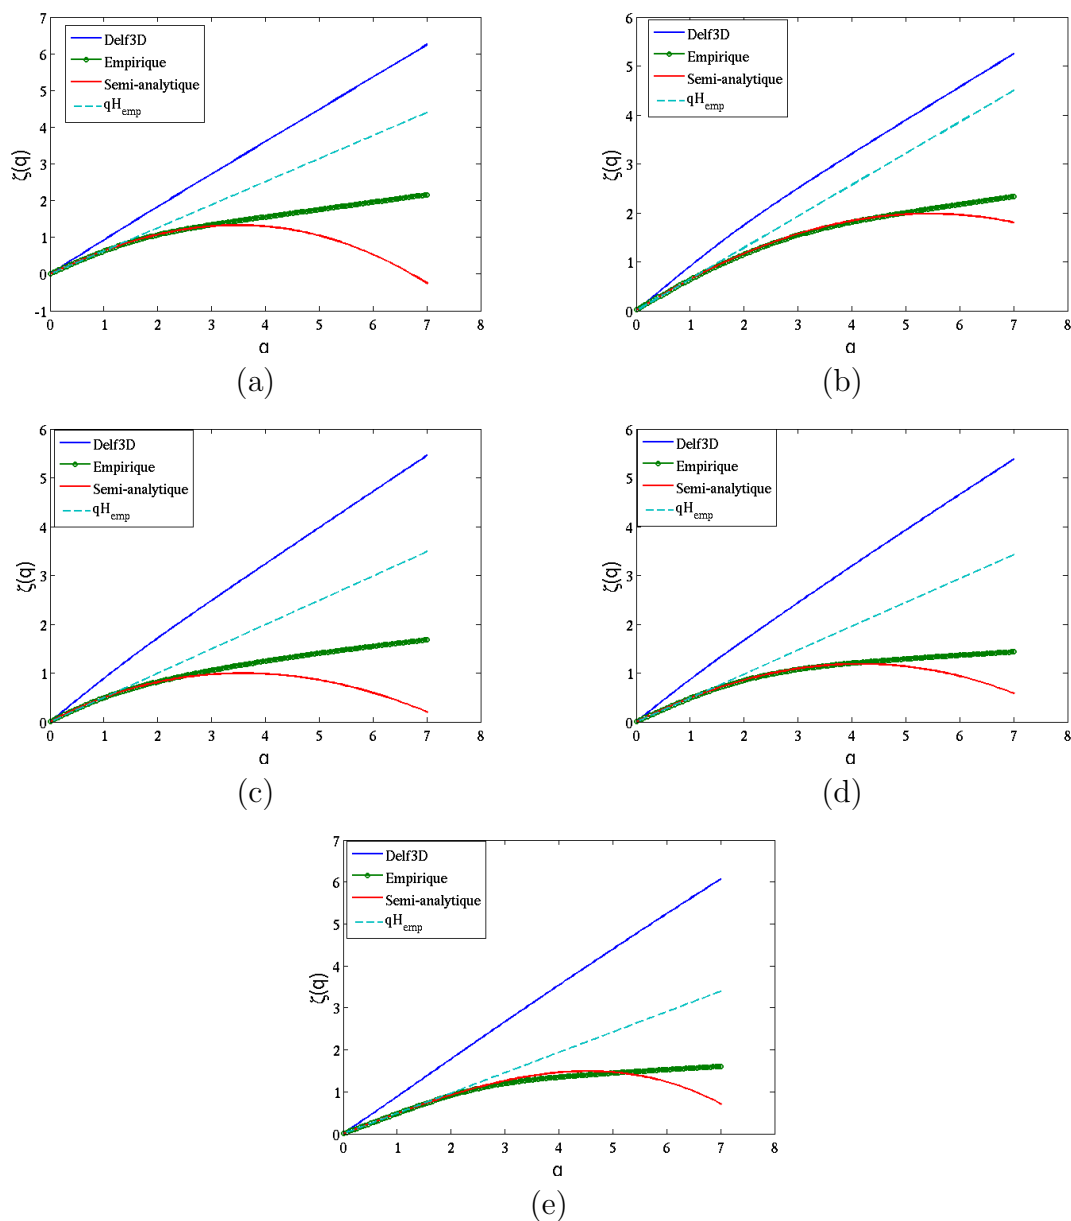 7
6
5
4
3
2
1
0
-1
ζ(q)
Delf3D
Empirique
Semi-analytique
qH_emp
0 1 2 3 4 5 6 7 8
q
(a)
6
5
4
3
2
1
0
ζ(q)
Delf3D
Empirique
Semi-analytique
qH_emp
0 1 2 3 4 5 6 7 8
q
(b)
6
5
4
3
2
1
0
ζ(q)
Delf3D
Empirique
Semi-analytique
qH_emp
0 1 2 3 4 5 6 7 8
q
(c)
6
5
4
3
2
1
0
ζ(q)
Delf3D
Empirique
Semi-analytique
qH_emp
0 1 2 3 4 5 6 7 8
q
(d)
7
6
5
4
3
2
1
0
ζ(q)
Delf3D
Empirique
Semi-analytique
qH_emp
0 1 2 3 4 5 6 7 8
q
(e)